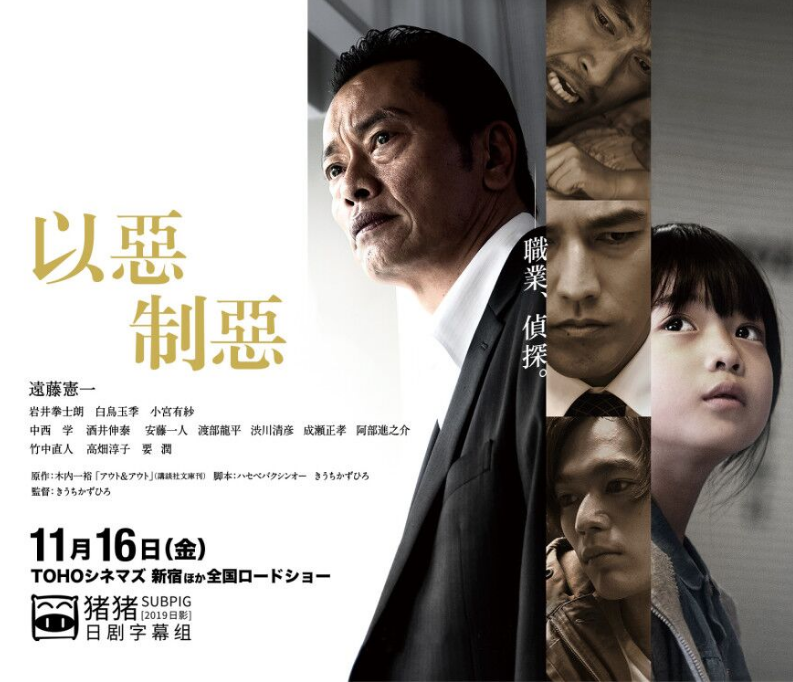 以惡
制惡
職業、偵探。
遠藤憲一
岩井拳士朗 白鳥玉季 小宮有紗
中西 学 酒井伸泰 安藤一人 渡部龍平 渋川清彦 成瀬正孝 阿部進之介
竹中直人 高畑淳子 要 潤
原作:木内一裕「アウト&アウト」(講談社文庫刊) 脚本:ハセベバクシンオー きうちかずひろ
監督:きうちかずひろ
11月16日(金)
TOHOシネマズ 新宿ほか全国ロードショー
猪猪 SUBPIG
[2019日影]
日剧字幕组